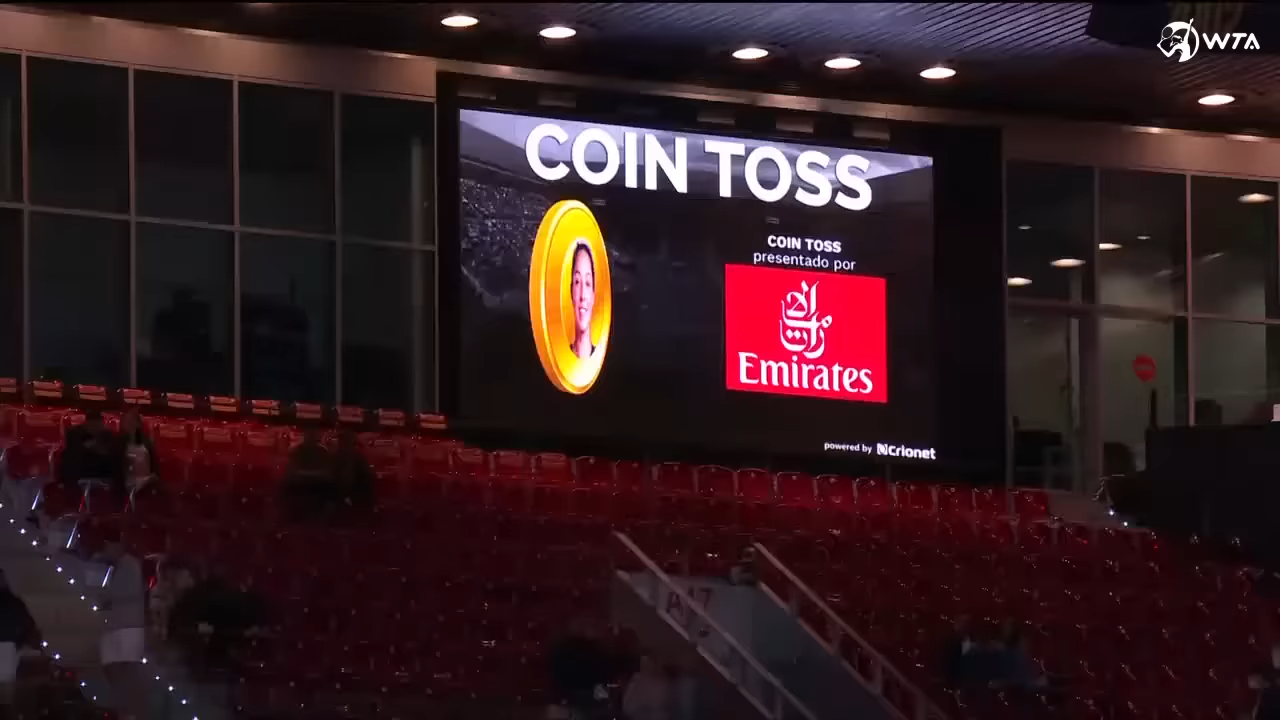 WTA
COIN TOSS
COIN TOSS
presentado por
Emirates
powered by Crionet